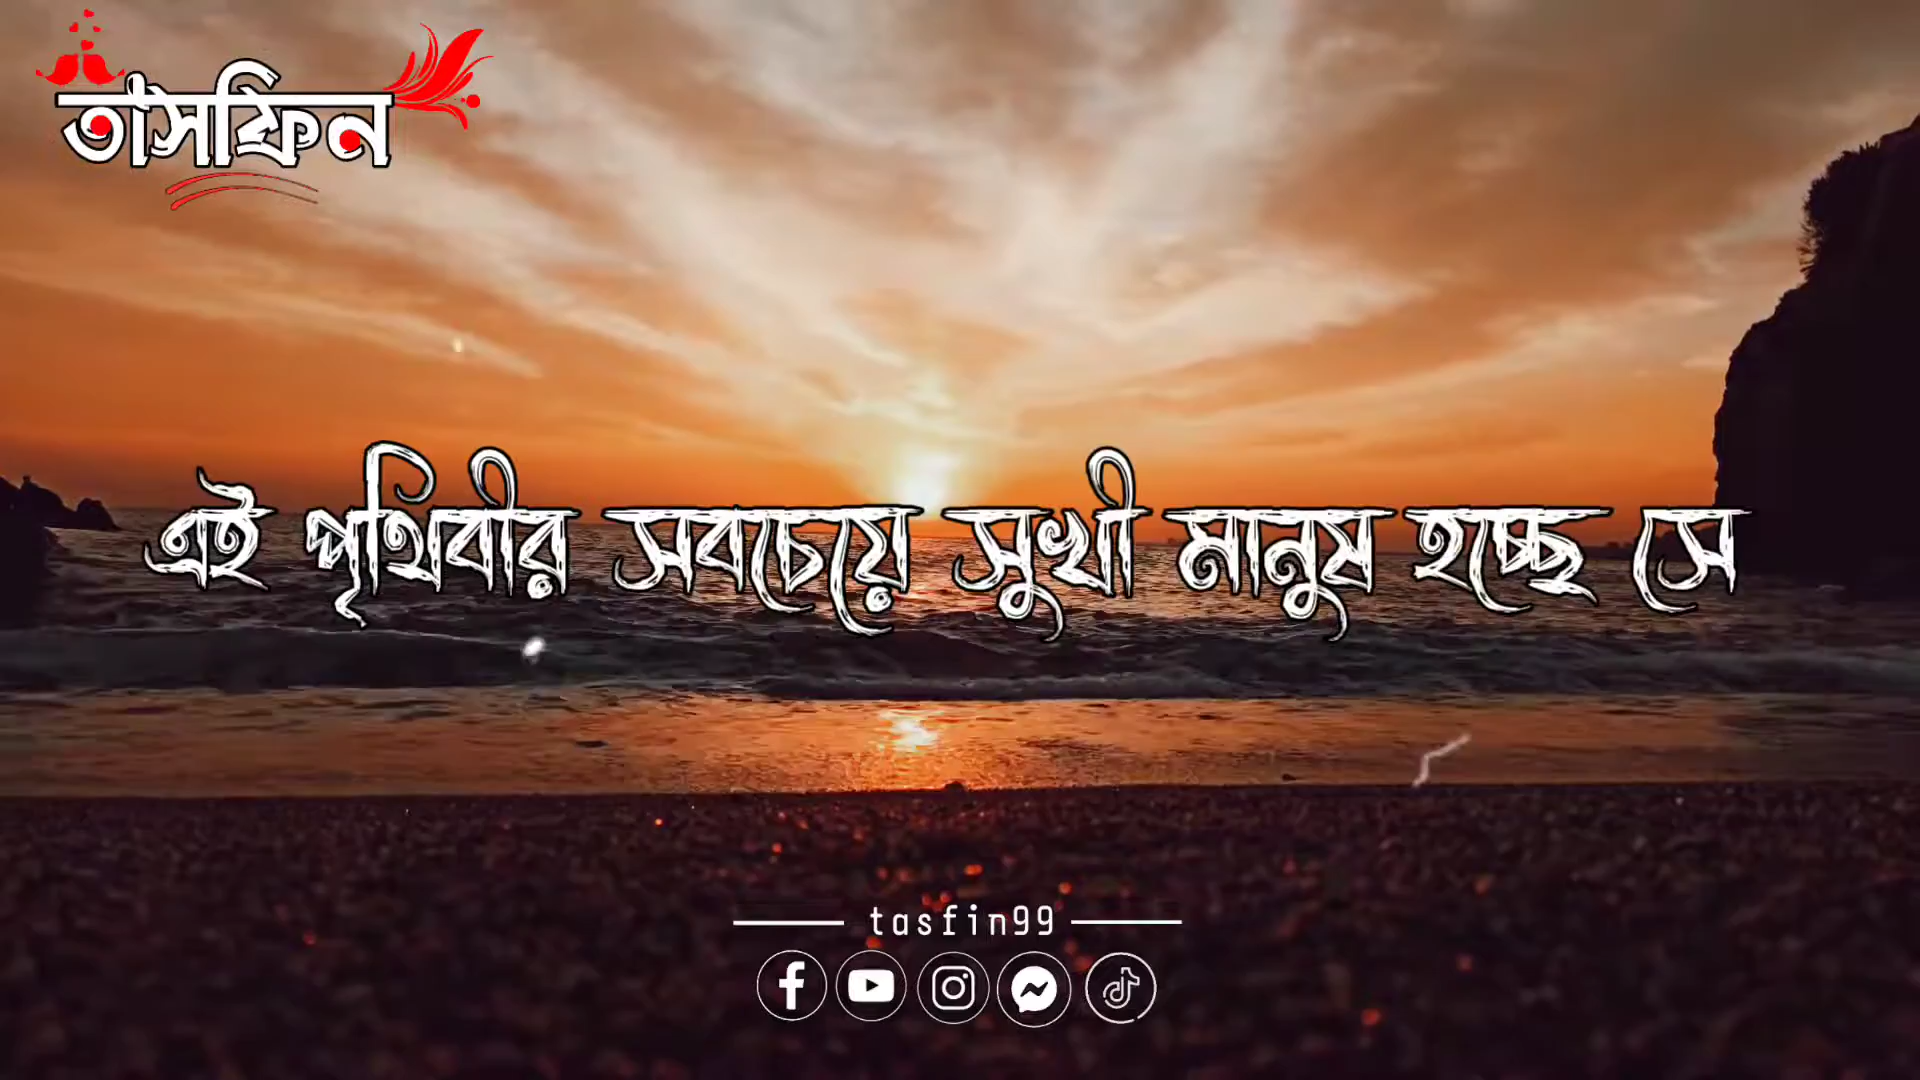 তাসফিন
এই পৃথিবীর সবচেয়ে সুখী মানুষ হচ্ছে সে
tasfin99